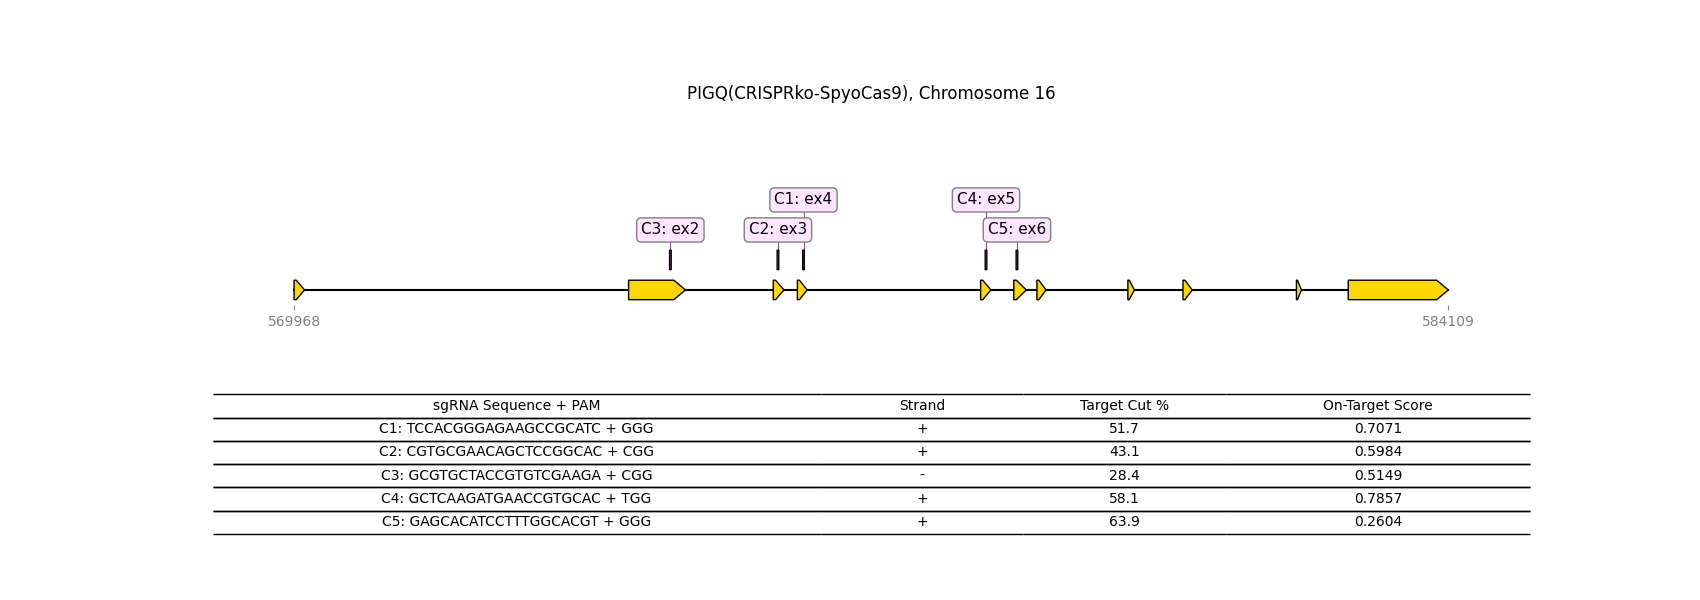 PIGQ(CRISPRko-SpyoCas9), Chromosome 16
C1: ex4
C4: ex5
C3: ex2
C2: ex3
C5: ex6
569968
584109
sgRNA Sequence + PAM Strand Target Cut % On-Target Score
C1: TCCACGGGAGAAGCCGCATC + GGG + 51.7 0.7071
C2: CGTGCGAACAGCTCCGGCAC + CGG + 43.1 0.5984
C3: GCGTGCTACCGTGTCGAAGA + CGG - 28.4 0.5149
C4: GCTCAAGATGAACCGTGCAC + TGG + 58.1 0.7857
C5: GAGCACATCCTTTGGCACGT + GGG + 63.9 0.2604